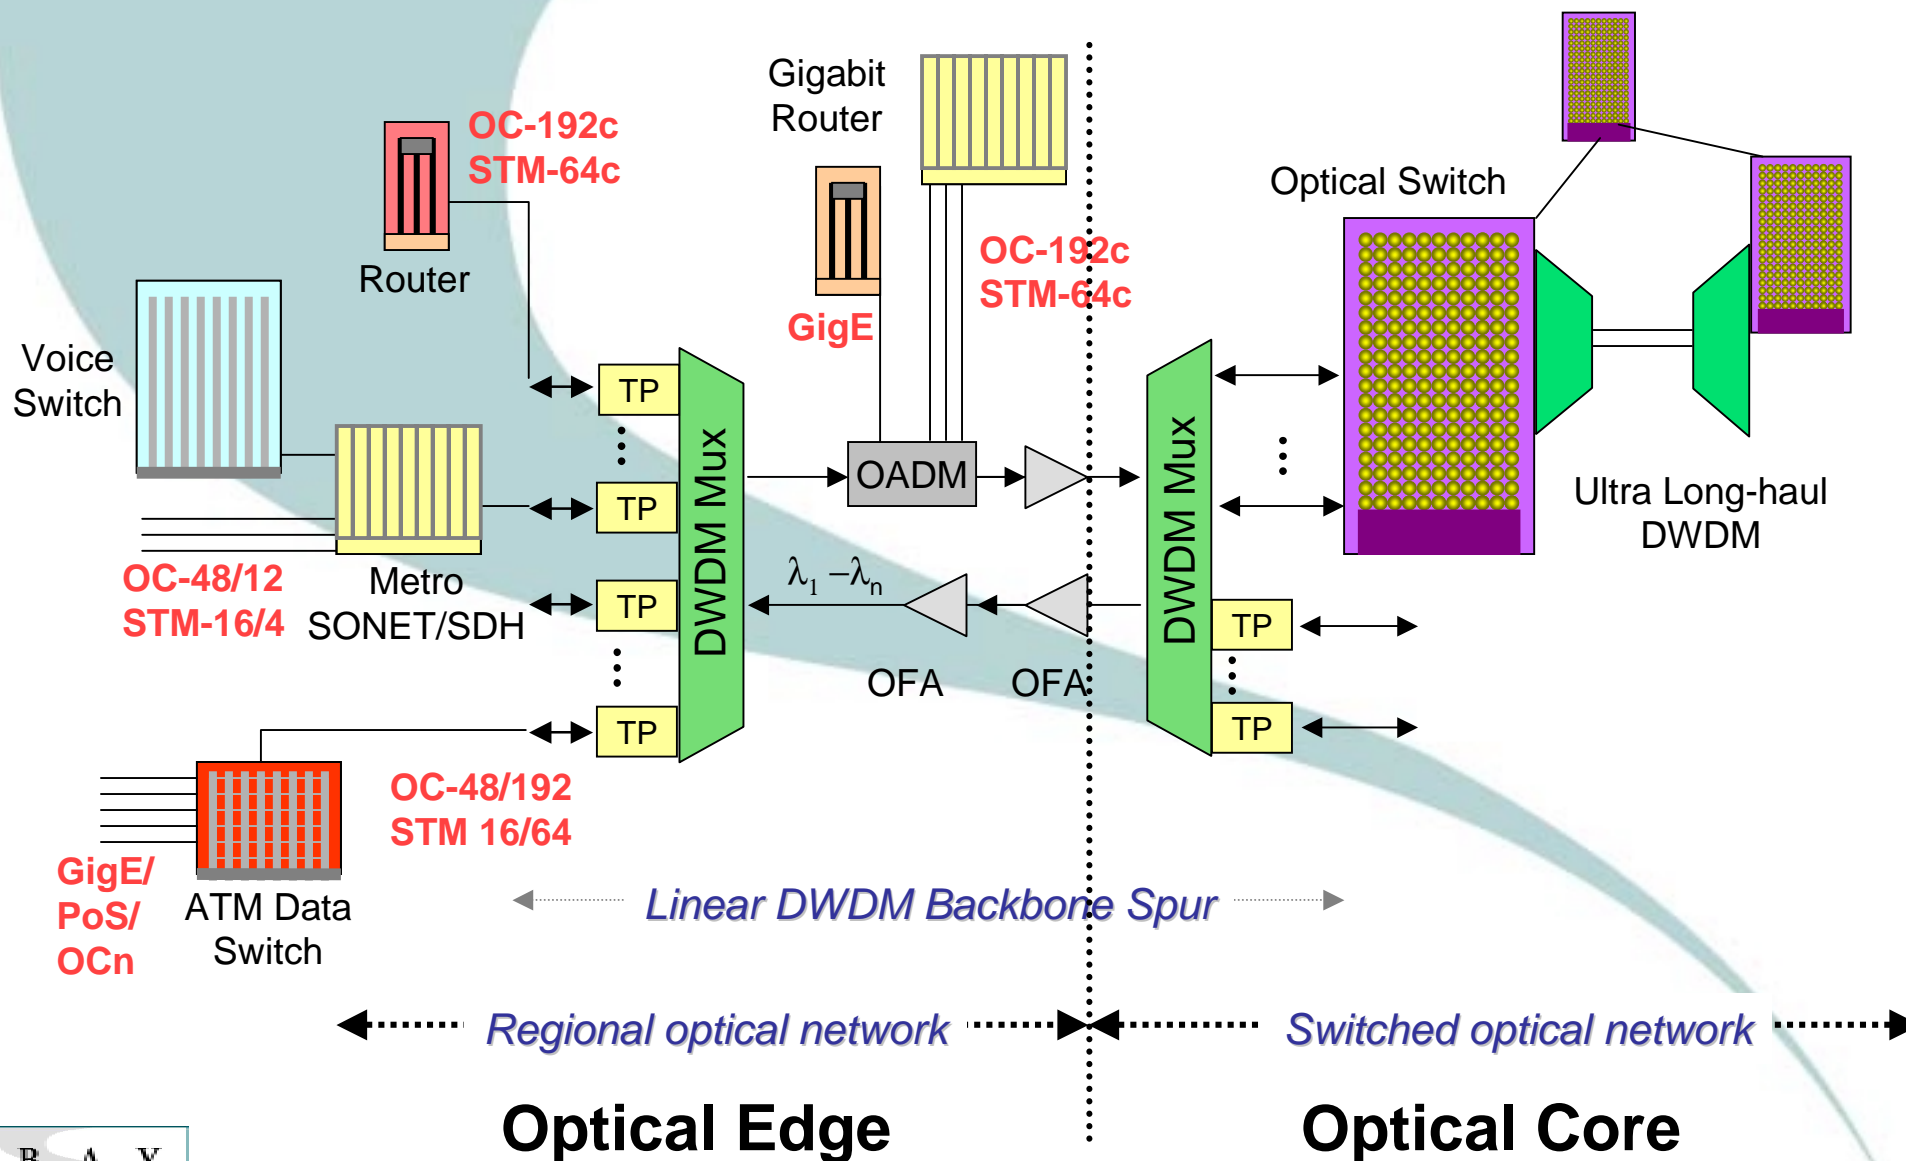 Gigabit
Router
OC-192c
STM-64c
Router
Optical Switch
OC-192c
STM-64c
GigE
Voice
Switch
TP
TP
TP
TP
DWDM Mux
OADM
DWDM Mux
Ultra Long-haul
DWDM
OC-48/12
STM-16/4
Metro
SONET/SDH
λ1 –λn
OFA
OFA
TP
TP
OC-48/192
STM 16/64
GigE/
PoS/
OCn
ATM Data
Switch
Linear DWDM Backbone Spur
Regional optical network
Switched optical network
Optical Edge
Optical Core
B A Y